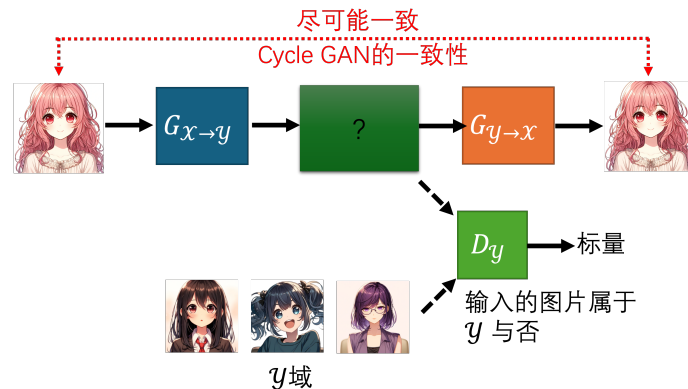 尽可能一致
Cycle GAN的一致性
G𝒳→𝒴
?
G𝒴→𝒳
D𝒴
标量
输入的图片属于
𝒴 与否
𝒴域